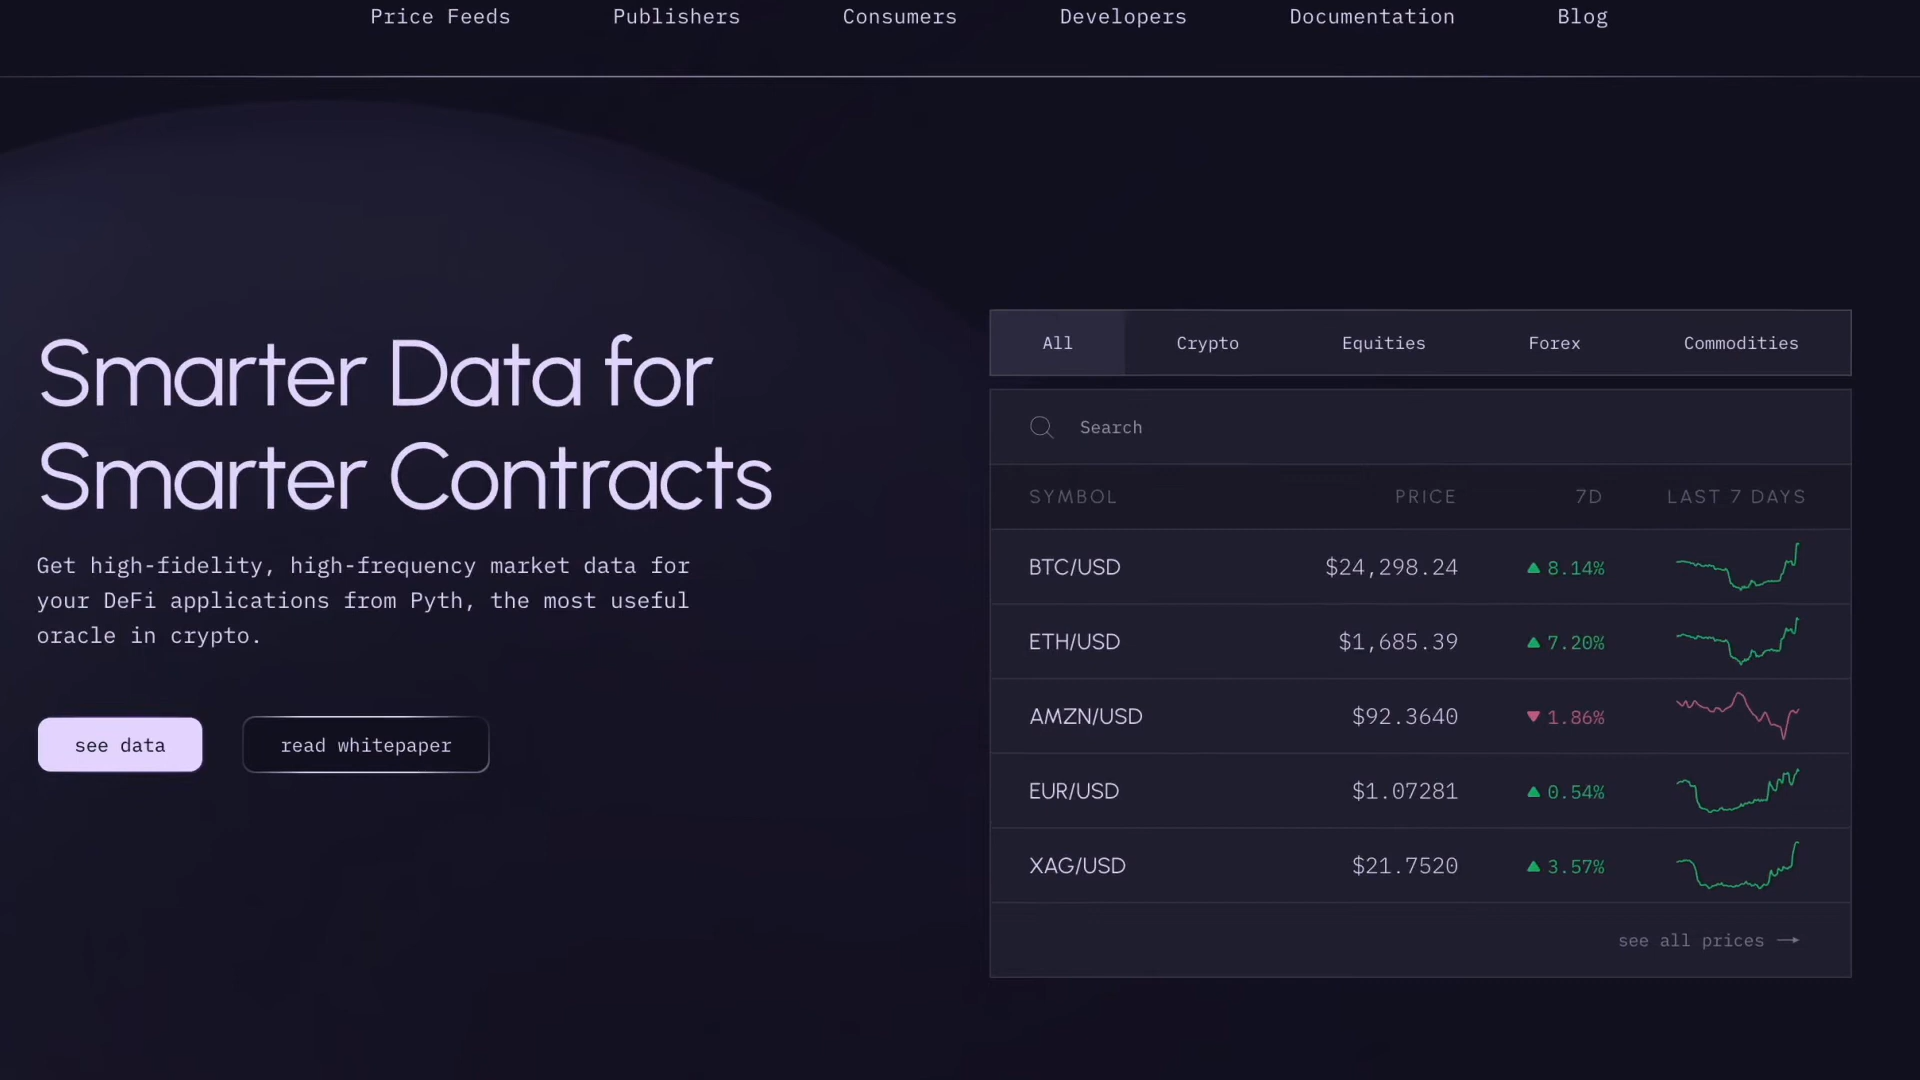 Price Feeds Publishers Consumers Developers Documentation Blog
Smarter Data for
Smarter Contracts
Get high-fidelity, high-frequency market data for
your DeFi applications from Pyth, the most useful
oracle in crypto.
see data read whitepaper
All Crypto Equities Forex Commodities
Search
SYMBOL PRICE 7D LAST 7 DAYS
BTC/USD $24,298.24 ▲ 8.14%
ETH/USD $1,685.39 ▲ 7.20%
AMZN/USD $92.3640 ▼ 1.86%
EUR/USD $1.07281 ▲ 0.54%
XAG/USD $21.7520 ▲ 3.57%
see all prices →